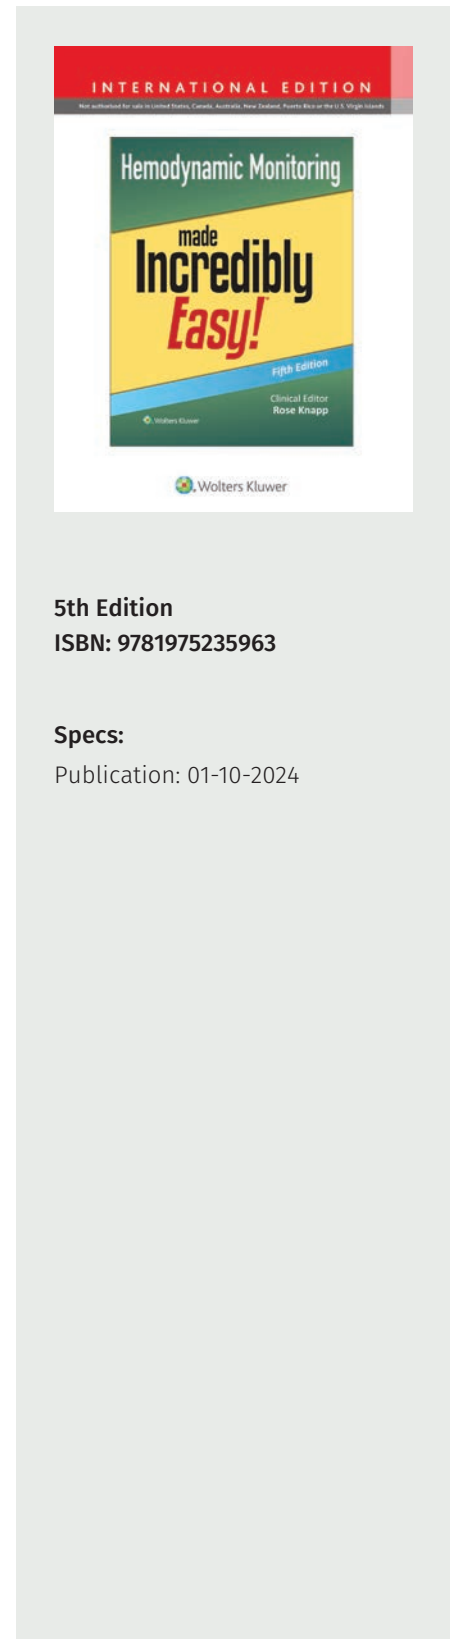 INTERNATIONAL EDITION
Not authorised for sale in United States, Canada, Australia, New Zealand, Puerto Rico or the U.S. Virgin Islands
Hemodynamic Monitoring
made
Incredibly
Easy!
Fifth Edition
Clinical Editor
Rose Knapp
Wolters Kluwer
Wolters Kluwer
5th Edition
ISBN: 9781975235963
Specs:
Publication: 01-10-2024